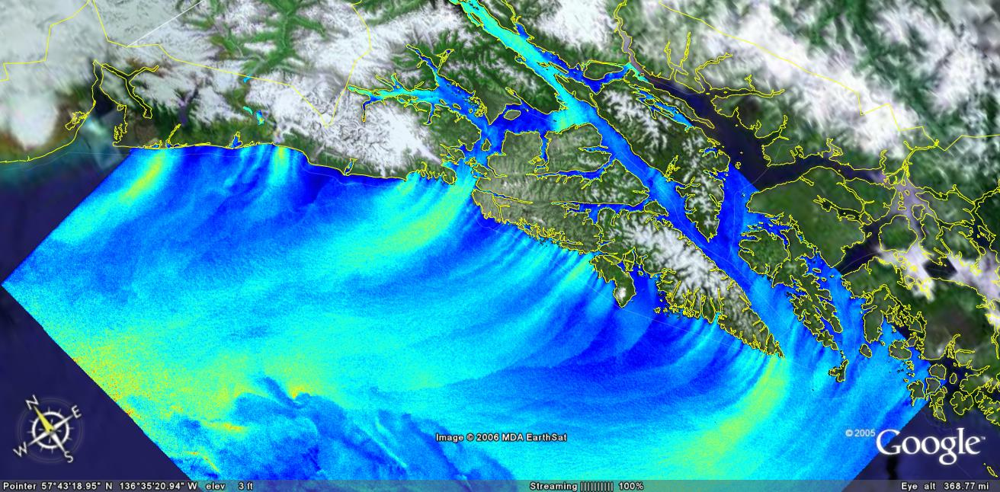 N
E
W
S
Image © 2006 MDA EarthSat
© 2005
Google™
Pointer 57°43'18.95" N 136°35'20.94" W elev 3 ft
Streaming |||||||||| 100%
Eye alt 368.77 mi